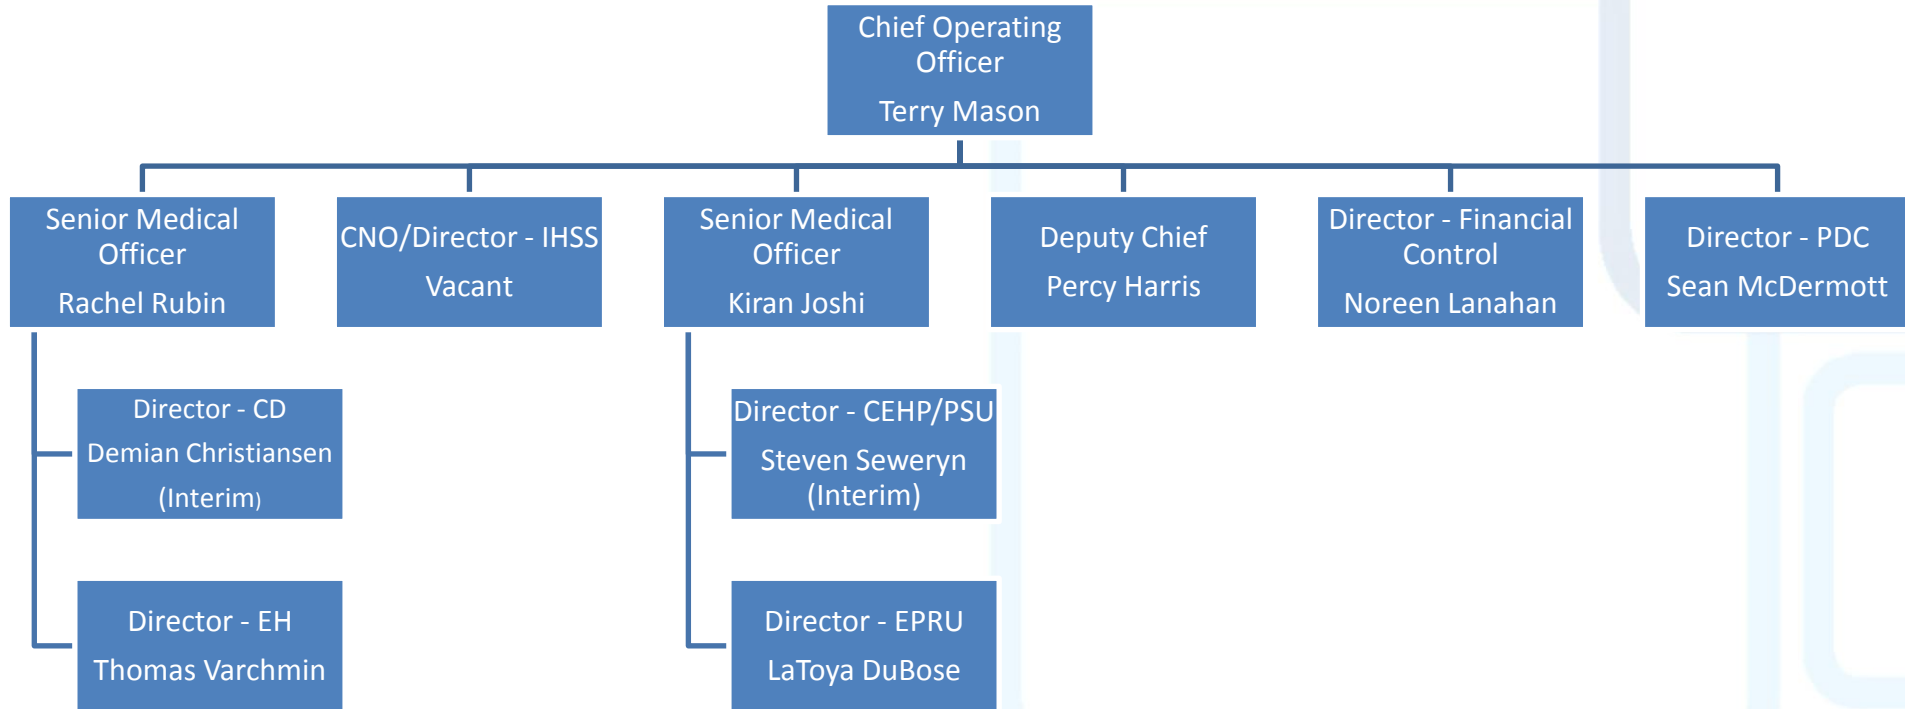 Chief Operating
Officer
Terry Mason
Senior Medical
Officer
Rachel Rubin
CNO/Director - IHSS
Vacant
Senior Medical
Officer
Kiran Joshi
Deputy Chief
Percy Harris
Director - Financial
Control
Noreen Lanahan
Director - PDC
Sean McDermott
Director - CD
Demian Christiansen
(Interim)
Director - EH
Thomas Varchmin
Director - CEHP/PSU
Steven Seweryn
(Interim)
Director - EPRU
LaToya DuBose